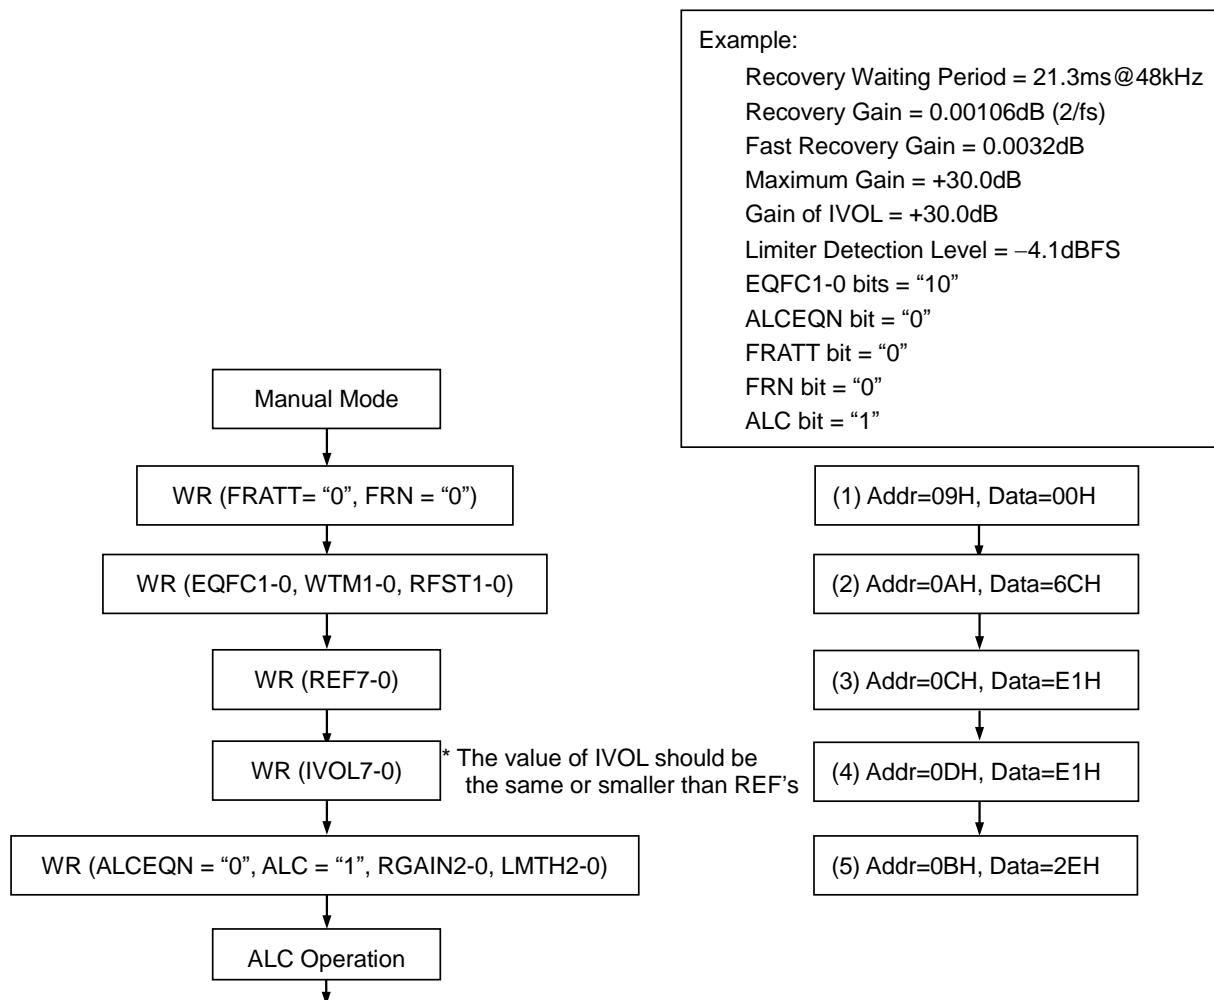 Example:
Recovery Waiting Period = 21.3ms@48kHz
Recovery Gain = 0.00106dB (2/fs)
Fast Recovery Gain = 0.0032dB
Maximum Gain = +30.0dB
Gain of IVOL = +30.0dB
Limiter Detection Level = −4.1dBFS
EQFC1-0 bits = “10”
ALCEQN bit = “0”
FRATT bit = “0”
FRN bit = “0”
ALC bit = “1”
Manual Mode
WR (FRATT= “0”, FRN = “0”)
(1) Addr=09H, Data=00H
WR (EQFC1-0, WTM1-0, RFST1-0)
(2) Addr=0AH, Data=6CH
WR (REF7-0)
(3) Addr=0CH, Data=E1H
WR (IVOL7-0)
* The value of IVOL should be
the same or smaller than REF’s
(4) Addr=0DH, Data=E1H
WR (ALCEQN = “0”, ALC = “1”, RGAIN2-0, LMTH2-0)
(5) Addr=0BH, Data=2EH
ALC Operation